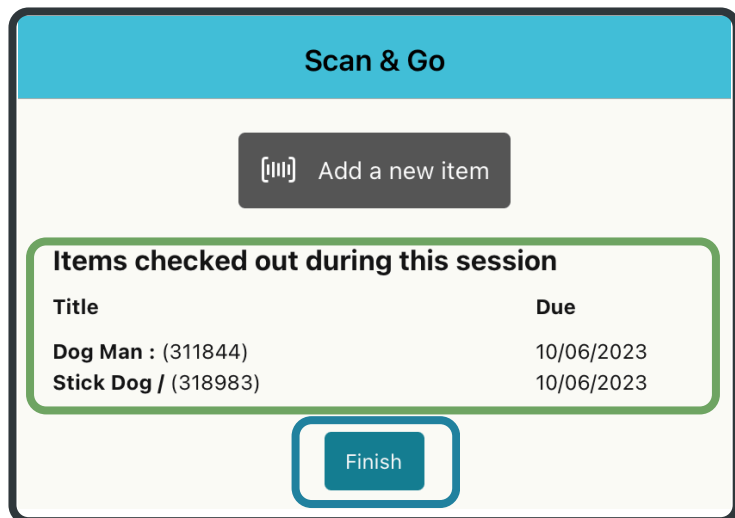 Scan & Go
Add a new item
Items checked out during this session
Title Due
Dog Man : (311844) 10/06/2023
Stick Dog / (318983) 10/06/2023
Finish